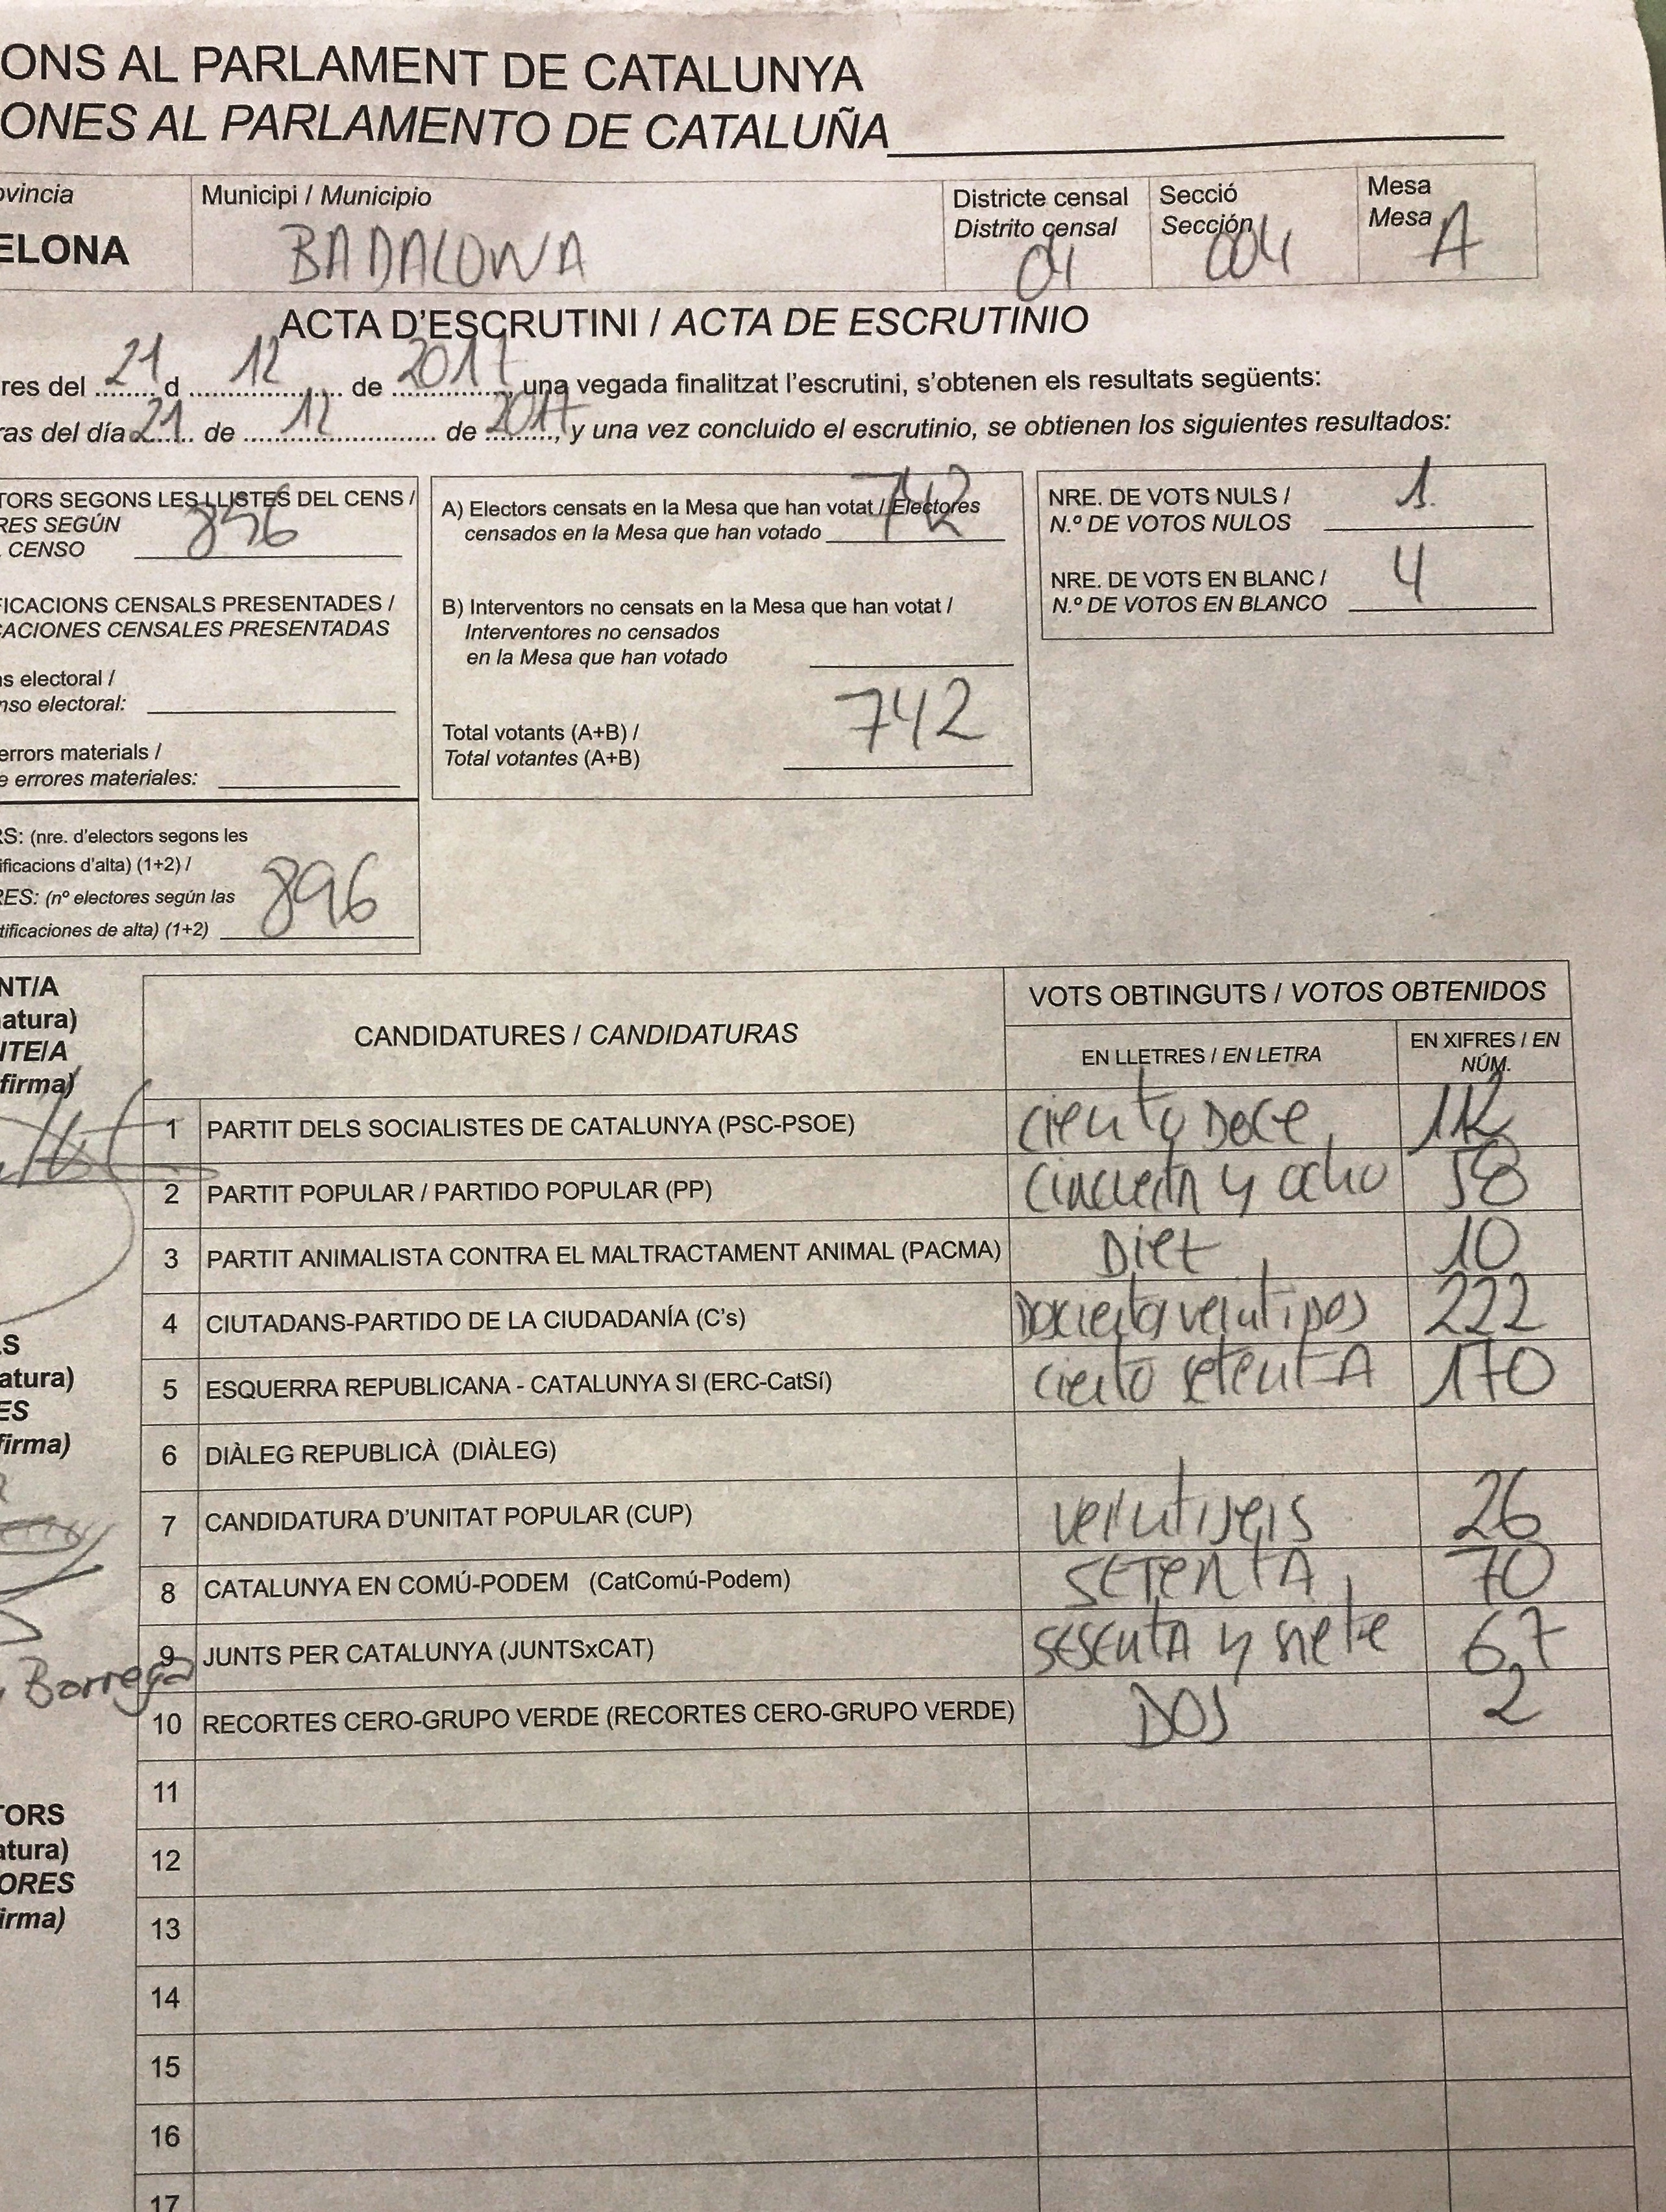 ONS AL PARLAMENT DE CATALUNYA
ONES AL PARLAMENTO DE CATALUÑA
ovincia
ELONA
Municipi / Municipio
BADALONA
Districte censal
Distrito censal
01
Secció
Sección
004
Mesa
Mesa
A
ACTA D'ESCRUTINI / ACTA DE ESCRUTINIO
res del ........ 21 d ........ 12 de ........ 2017, una vegada finalitzat l'escrutini, s'obtenen els resultats següents:
ras del día 21 de ........ 12 de 2017, y una vez concluido el escrutinio, se obtienen los siguientes resultados:
TORS SEGONS LES LLISTES DEL CENS /
RES SEGÚN
CENSO
896
FICACIONS CENSALS PRESENTADES /
CACIONES CENSALES PRESENTADAS
s electoral /
nso electoral:
errors materials /
e errores materiales:
RS: (nre. d'electors segons les
ificacions d'alta) (1+2) /
RES: (nº electores según las
dificaciones de alta) (1+2)
896
A) Electors censats en la Mesa que han votat / Electores
censados en la Mesa que han votado
742
B) Interventors no censats en la Mesa que han votat /
Interventores no censados
en la Mesa que han votado
Total votants (A+B) /
Total votantes (A+B)
742
NRE. DE VOTS NULS /
N.º DE VOTOS NULOS
1
NRE. DE VOTS EN BLANC /
N.º DE VOTOS EN BLANCO
4
CANDIDATURES / CANDIDATURAS
VOTS OBTINGUTS / VOTOS OBTENIDOS
EN LLETRES / EN LETRA
EN XIFRES / EN NÚM.
1 PARTIT DELS SOCIALISTES DE CATALUNYA (PSC-PSOE) Ciento Doce 112
2 PARTIT POPULAR / PARTIDO POPULAR (PP) Cincuenta y ocho 58
3 PARTIT ANIMALISTA CONTRA EL MALTRACTAMENT ANIMAL (PACMA) Diez 10
4 CIUTADANS-PARTIDO DE LA CIUDADANÍA (C's) Doscientos veintidos 222
5 ESQUERRA REPUBLICANA - CATALUNYA SI (ERC-CatSí) Ciento setentA 170
6 DIÀLEG REPUBLICÀ (DIÀLEG)
7 CANDIDATURA D'UNITAT POPULAR (CUP) Veintiseis 26
8 CATALUNYA EN COMÚ-PODEM (CatComú-Podem) SETENTA 70
9 JUNTS PER CATALUNYA (JUNTSxCAT) sesenta y siete 67
10 RECORTES CERO-GRUPO VERDE (RECORTES CERO-GRUPO VERDE) DOS 2
11
12
13
14
15
16
17
NT/A
natura)
NTE/A
firma)
S
atura)
ES
firma)
Borrego
TORS
atura)
ORES
irma)